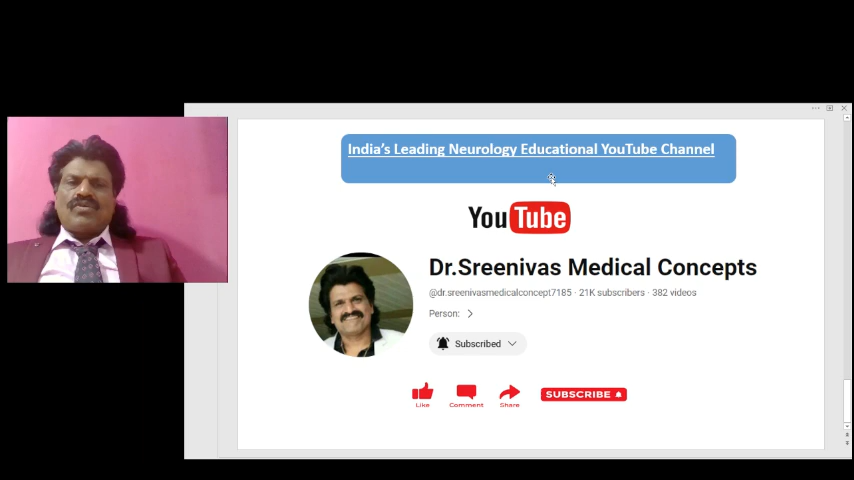 India's Leading Neurology Educational YouTube Channel
YouTube
Dr.Sreenivas Medical Concepts
@dr.sreenivasmedicalconcept7185 · 21K subscribers · 382 videos
Person:
Subscribed
Like
Comment
Share
SUBSCRIBE